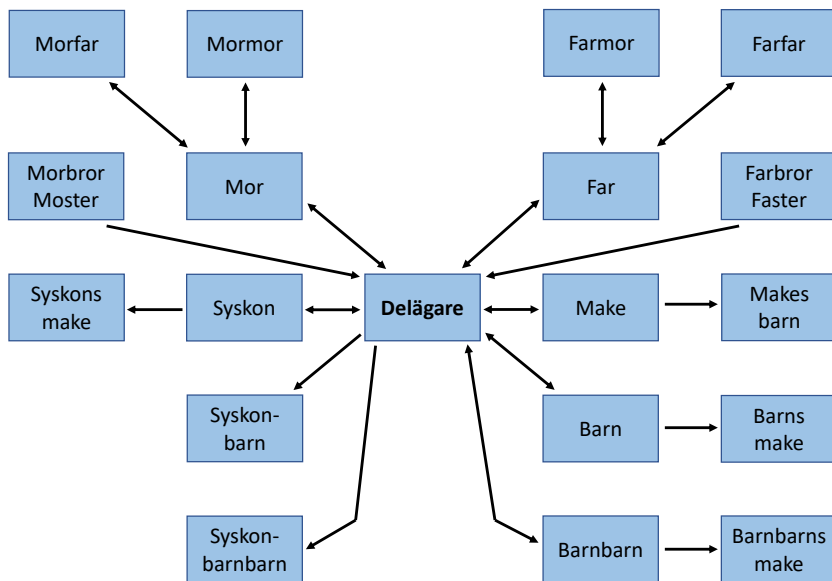 Morfar
Mormor
Farmor
Farfar
Morbror
Moster
Mor
Far
Farbror
Faster
Syskons
make
Syskon
Delägare
Make
Makes
barn
Syskon-
barn
Barn
Barns
make
Syskon-
barnbarn
Barnbarn
Barnbarns
make